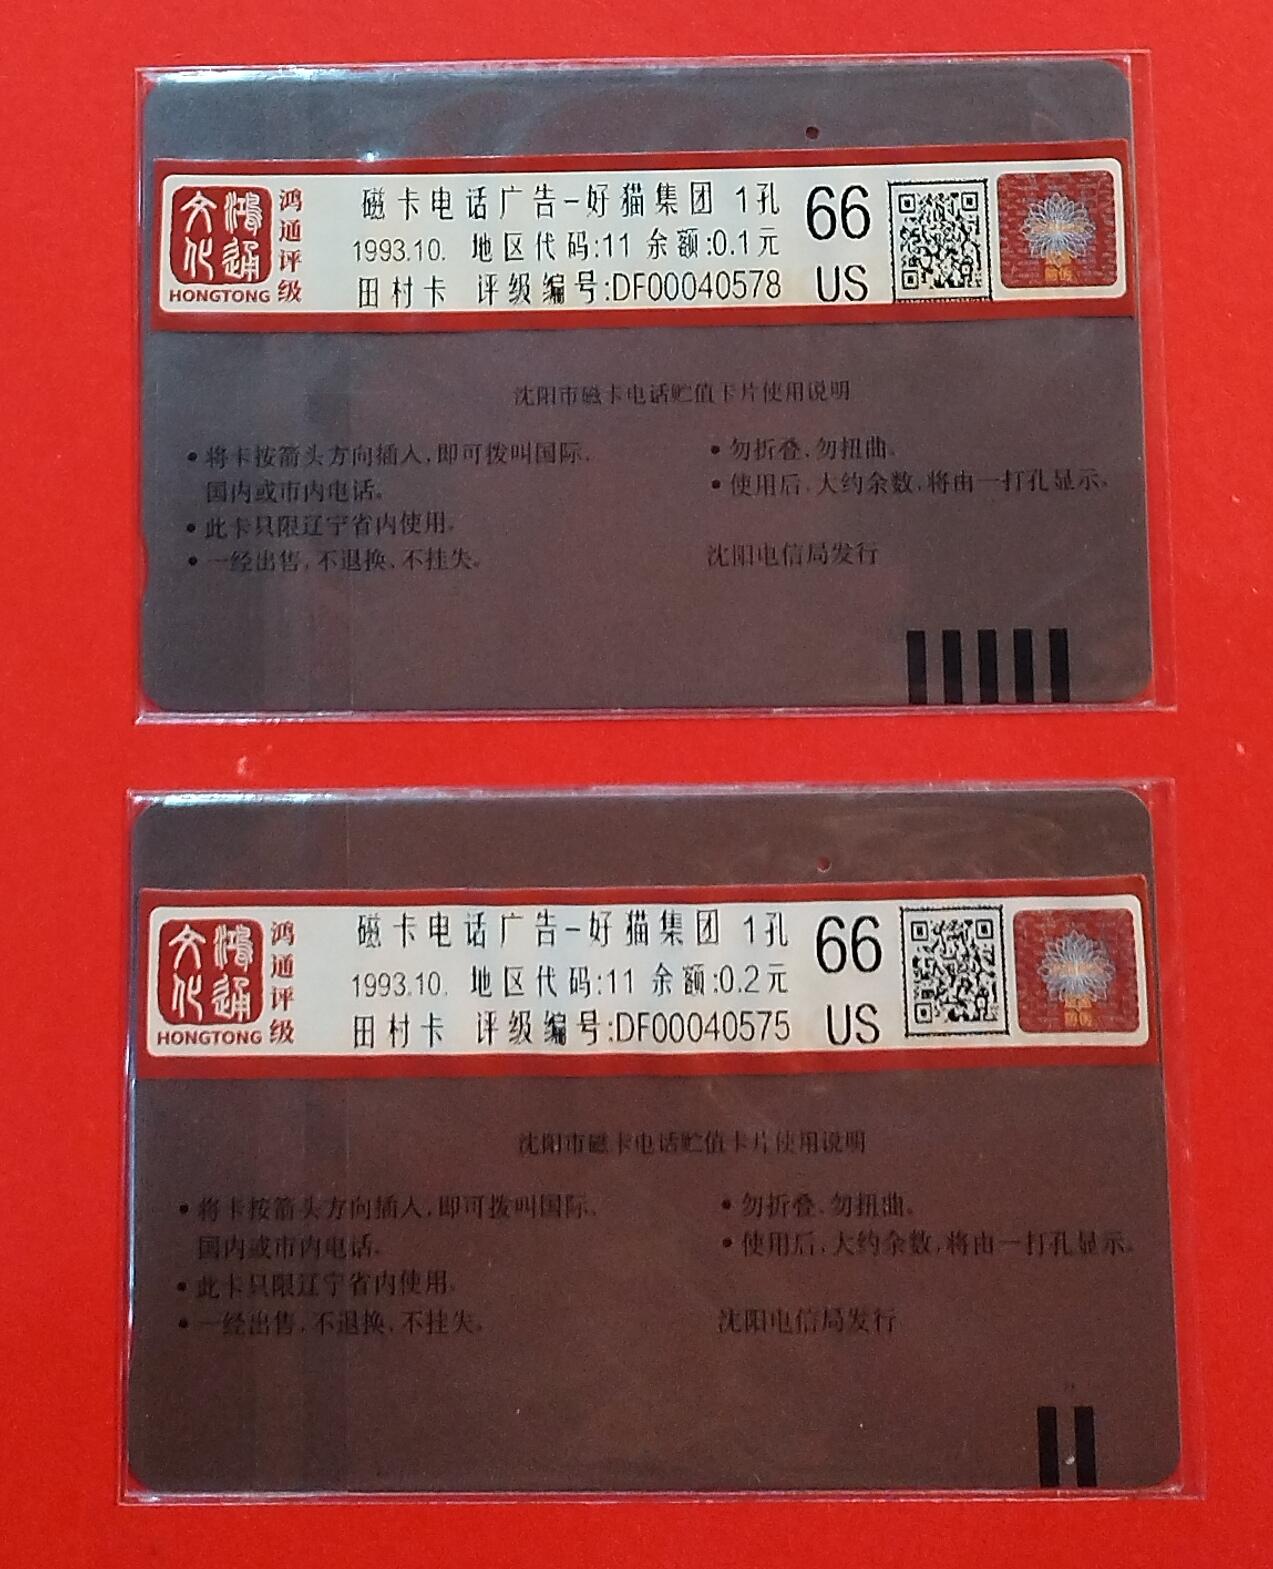 鸿通文化
HONGTONG
鸿通评级
磁卡电话广告-好猫集团 1孔
1993.10. 地区代码:11 余额:0.1元
田村卡 评级编号:DF00040578
66
US
沈阳市磁卡电话贮值卡片使用说明
•将卡按箭头方向插入,即可拨叫国际、
国内或市内电话。
•此卡只限辽宁省内使用。
•一经出售,不退换、不挂失。
•勿折叠、勿扭曲。
•使用后,大约余数,将由一打孔显示。
沈阳电信局发行
鸿通文化
HONGTONG
鸿通评级
磁卡电话广告-好猫集团 1孔
1993.10. 地区代码:11 余额:0.2元
田村卡 评级编号:DF00040575
66
US
沈阳市磁卡电话贮值卡片使用说明
•将卡按箭头方向插入,即可拨叫国际、
国内或市内电话。
•此卡只限辽宁省内使用。
•一经出售,不退换、不挂失。
•勿折叠、勿扭曲。
•使用后,大约余数,将由一打孔显示。
沈阳电信局发行